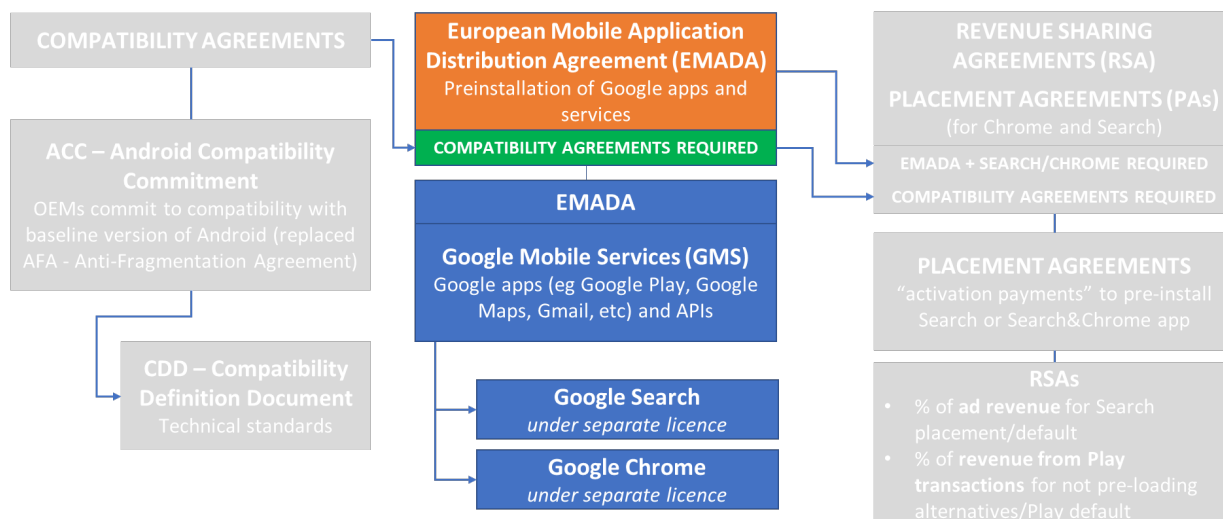 COMPATIBILITY AGREEMENTS
ACC – Android Compatibility
Commitment
OEMs commit to compatibility with
baseline version of Android (replaced
AFA - Anti-Fragmentation Agreement)
CDD – Compatibility
Definition Document
Technical standards
European Mobile Application
Distribution Agreement (EMADA)
Preinstallation of Google apps and
services
COMPATIBILITY AGREEMENTS REQUIRED
EMADA
Google Mobile Services (GMS)
Google apps (eg Google Play, Google
Maps, Gmail, etc) and APIs
Google Search
under separate licence
Google Chrome
under separate licence
REVENUE SHARING
AGREEMENTS (RSA)
PLACEMENT AGREEMENTS (PAs)
(for Chrome and Search)
EMADA + SEARCH/CHROME REQUIRED
COMPATIBILITY AGREEMENTS REQUIRED
PLACEMENT AGREEMENTS
“activation payments” to pre-install
Search or Search&Chrome app
RSAs
• % of ad revenue for Search
placement/default
• % of revenue from Play
transactions for not pre-loading
alternatives/Play default